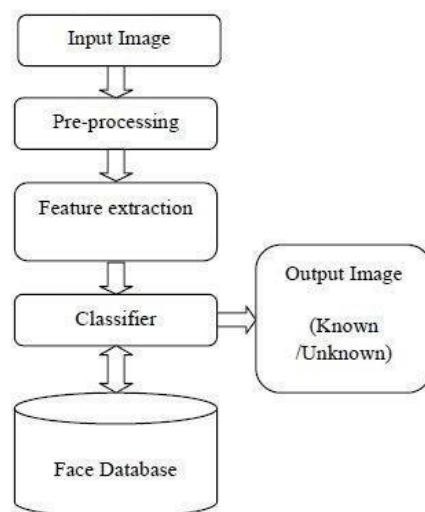 Input Image
Pre-processing
Feature extraction
Classifier
Output Image
(Known
/Unknown)
Face Database